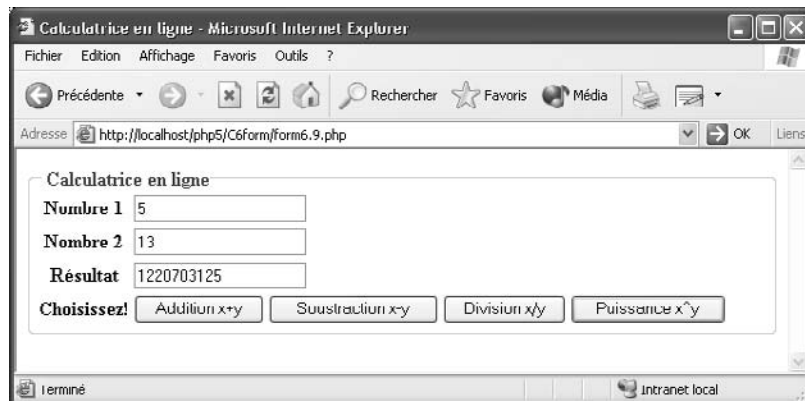 Calculatrice en ligne - Microsoft Internet Explorer
Fichier Edition Affichage Favoris Outils ?
Précédente Rechercher Favoris Média
Adresse http://localhost/php5/C6form/form6.9.php OK Liens
Calculatrice en ligne
Nombre 1 5
Nombre 2 13
Résultat 1220703125
Choisissez! Addition x+y Soustraction x-y Division x/y Puissance x^y
Terminé Intranet local